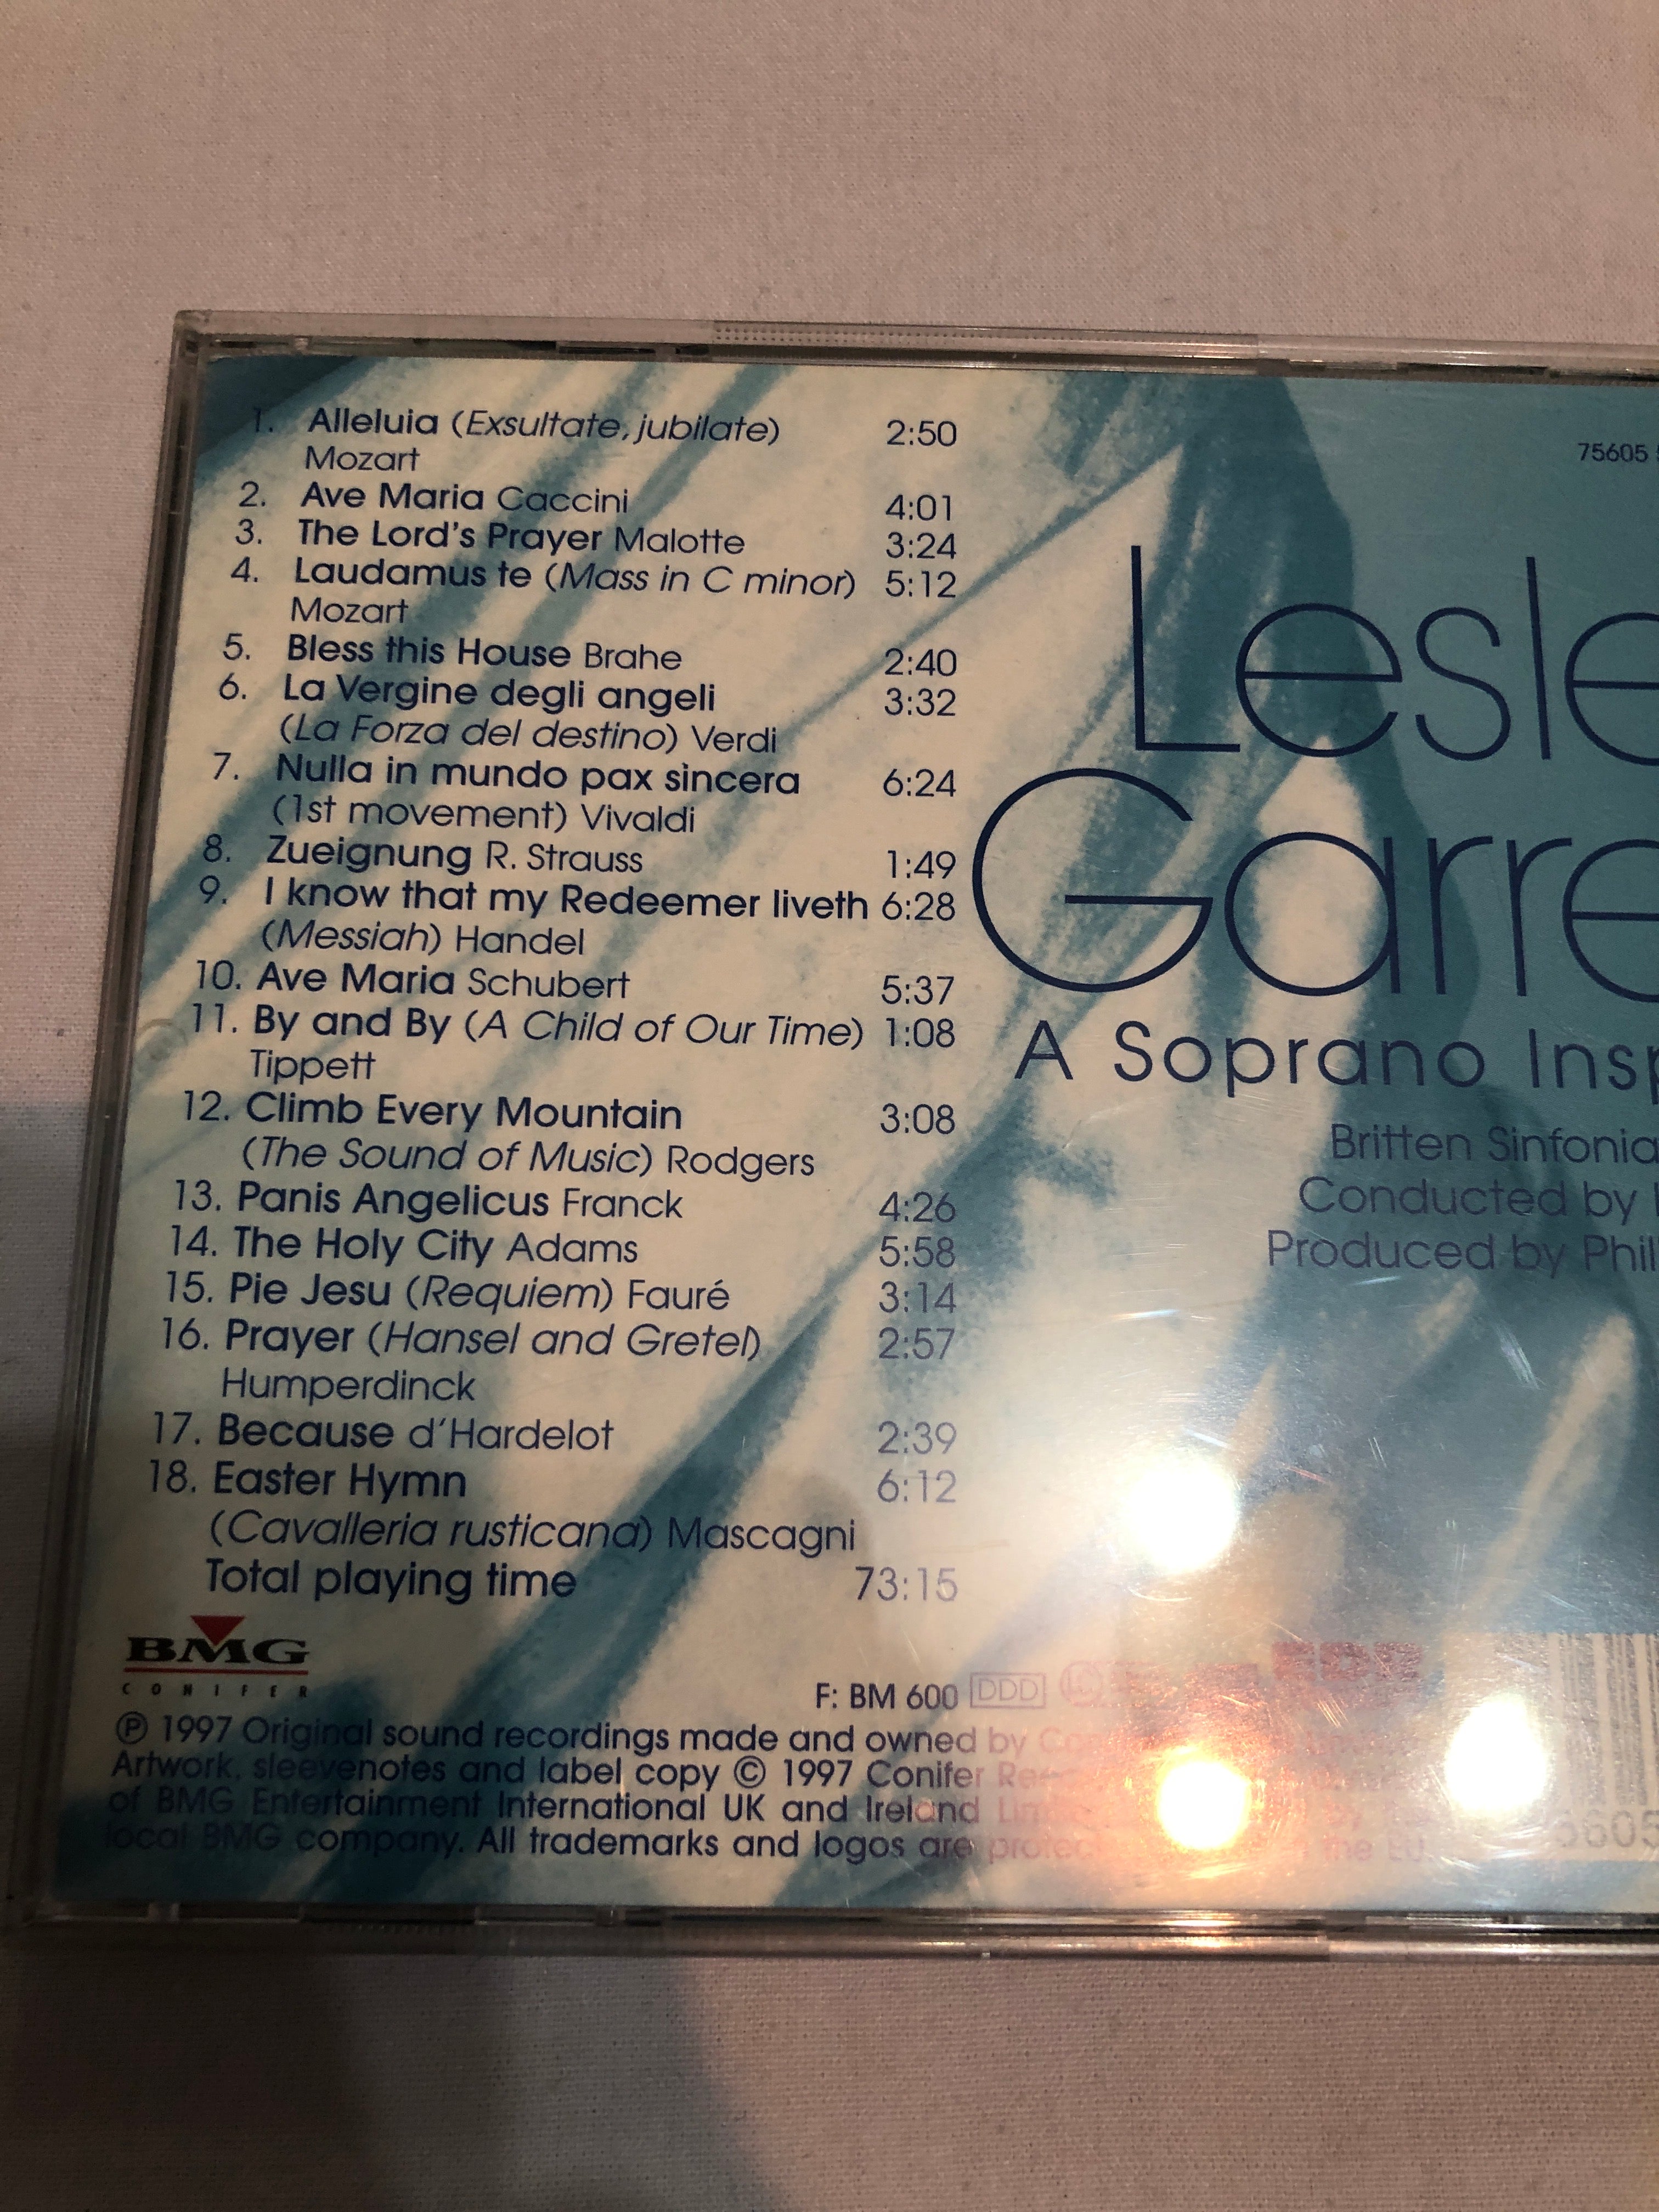 1. Alleluia (Exsultate, jubilate) 2:50
Mozart
2. Ave Maria Caccini 4:01
3. The Lord's Prayer Malotte 3:24
4. Laudamus te (Mass in C minor) 5:12
Mozart
5. Bless this House Brahe 2:40
6. La Vergine degli angeli 3:32
(La Forza del destino) Verdi
7. Nulla in mundo pax sincera 6:24
(1st movement) Vivaldi
8. Zueignung R. Strauss 1:49
9. I know that my Redeemer liveth 6:28
(Messiah) Handel
10. Ave Maria Schubert 5:37
11. By and By (A Child of Our Time) 1:08
Tippett
12. Climb Every Mountain 3:08
(The Sound of Music) Rodgers
13. Panis Angelicus Franck 4:26
14. The Holy City Adams 5:58
15. Pie Jesu (Requiem) Fauré 3:14
16. Prayer (Hansel and Gretel) 2:57
Humperdinck
17. Because d'Hardelot 2:39
18. Easter Hymn 6:12
(Cavalleria rusticana) Mascagni
Total playing time 73:15
75605
Lesle
Garre
A Soprano Insp
Britten Sinfonia
Conducted by
Produced by Phil
BMG
CONIFER
F: BM 600 DDD
℗ 1997 Original sound recordings made and owned by
Artwork, sleevenotes and label copy © 1997 Conifer
of BMG Entertainment International UK and Ireland
local BMG company. All trademarks and logos are